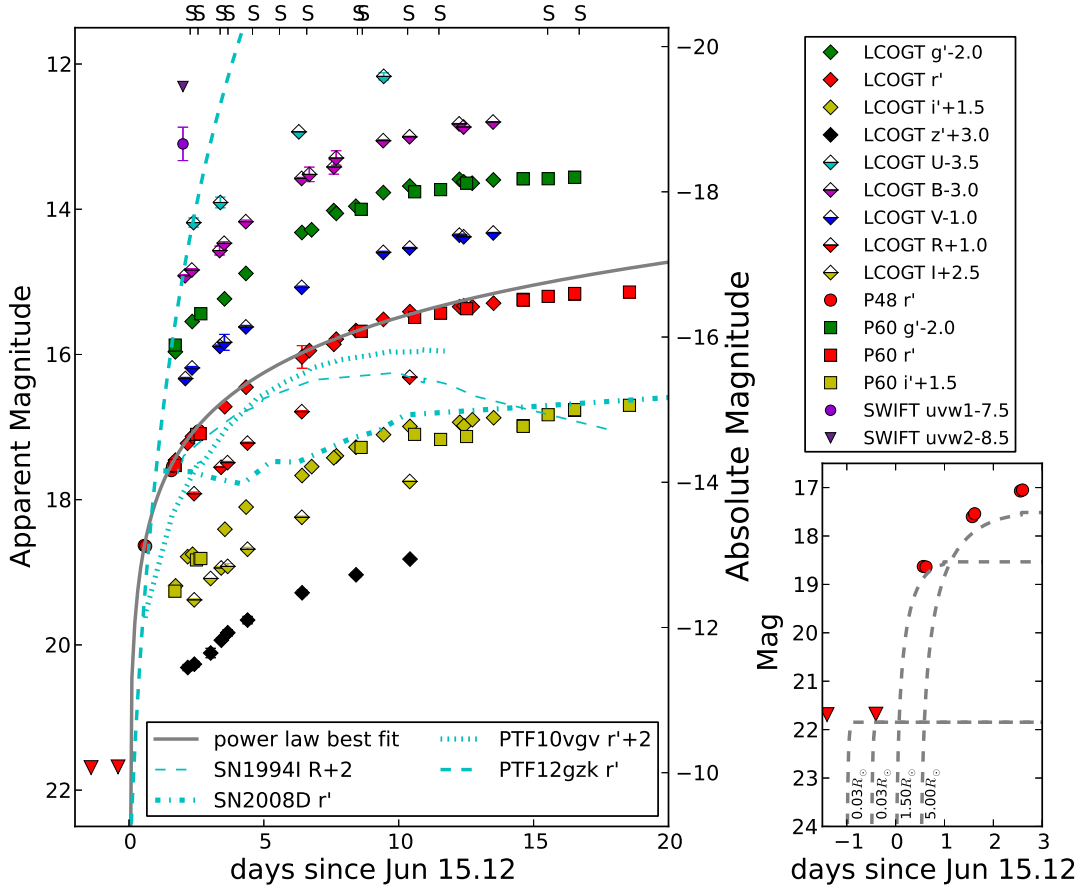 S S S S S S S S S S S S S
12
14
16
18
20
22
Apparent Magnitude
−20
−18
−16
−14
−12
−10
Absolute Magnitude
0 5 10 15 20
days since Jun 15.12
power law best fit
SN1994I R+2
SN2008D r'
PTF10vgv r'+2
PTF12gzk r'
LCOGT g'-2.0
LCOGT r'
LCOGT i'+1.5
LCOGT z'+3.0
LCOGT U-3.5
LCOGT B-3.0
LCOGT V-1.0
LCOGT R+1.0
LCOGT I+2.5
P48 r'
P60 g'-2.0
P60 r'
P60 i'+1.5
SWIFT uvw1-7.5
SWIFT uvw2-8.5
17
18
19
20
21
22
23
24
Mag
0.03R☉
0.03R☉
1.50R☉
5.00R☉
−1 0 1 2 3
days since Jun 15.12